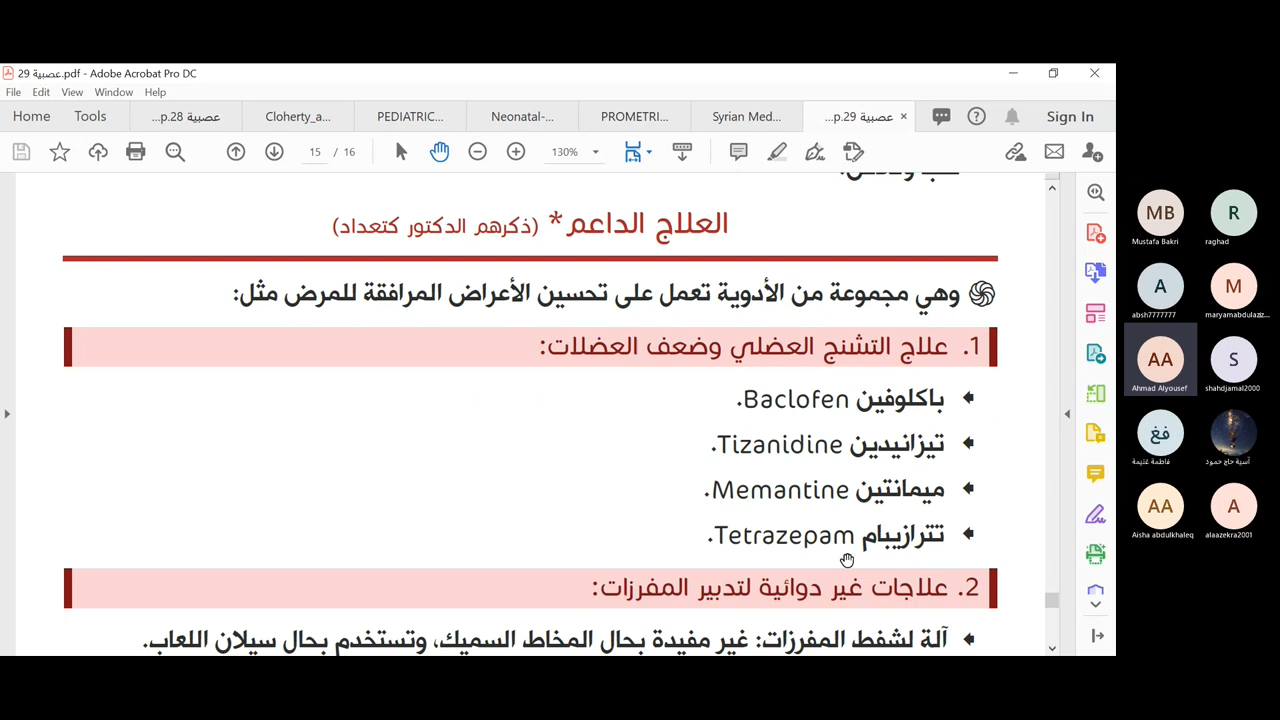 عصبية 29.pdf - Adobe Acrobat Pro DC
File Edit View Window Help
Home Tools عصبية 28.p... Cloherty_a... PEDIATRIC... Neonatal-... PROMETRI... Syrian Med... عصبية 29.p... × Sign In
15 / 16 130%
العلاج الداعم* (ذكرهم الدكتور كتعداد)
وهي مجموعة من الأدوية تعمل على تحسين الأعراض المرافقة للمرض مثل:
1. علاج التشنج العضلي وضعف العضلات:
باكلوفين Baclofen.
تيزانيدين Tizanidine.
ميمانتين Memantine.
تترازيبام Tetrazepam.
2. علاجات غير دوائية لتدبير المفرزات:
آلة لشفط المفرزات: غير مفيدة بحال المخاط السميك، وتستخدم بحال سيلان اللعاب.
MB R
Mustafa Bakri raghad
A M
absh7777777 maryamabdulaziz...
AA S
Ahmad Alyousef shahdjamal2000
فغ
فاطمة غنيمة آسية حاج حمود
AA A
Aisha abdulkhaleq alaazekra2001